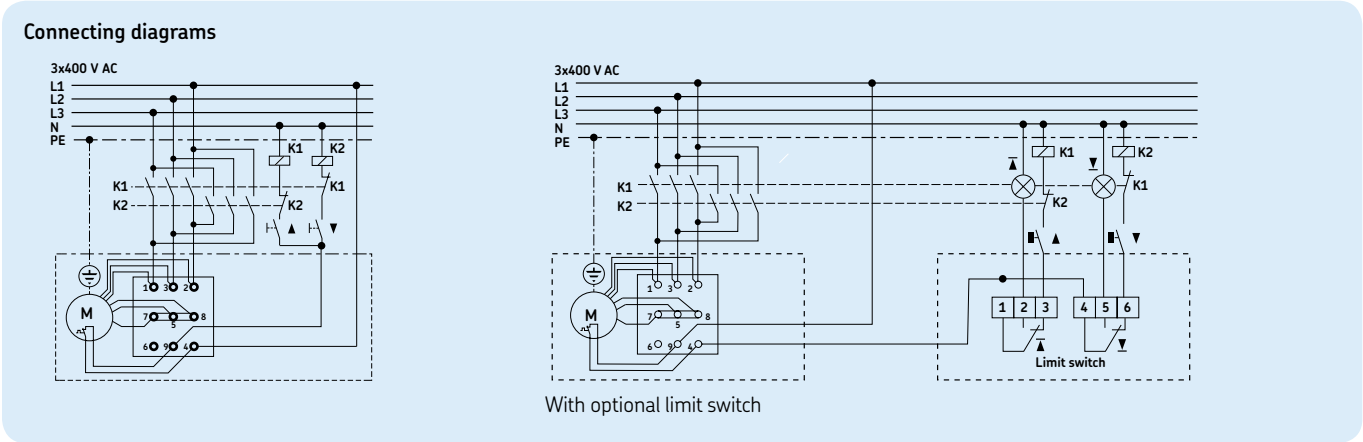 Connecting diagrams
3x400 V AC
L1
L2
L3
N
PE
K1 K2
K1 K1
K2 K2
M
1 3 2
7 5 8
6 9 4
3x400 V AC
L1
L2
L3
N
PE
K1 K2
K1 K1
K2 K2
M
1 3 2
7 5 8
6 9 4
1 2 3 4 5 6
Limit switch
With optional limit switch